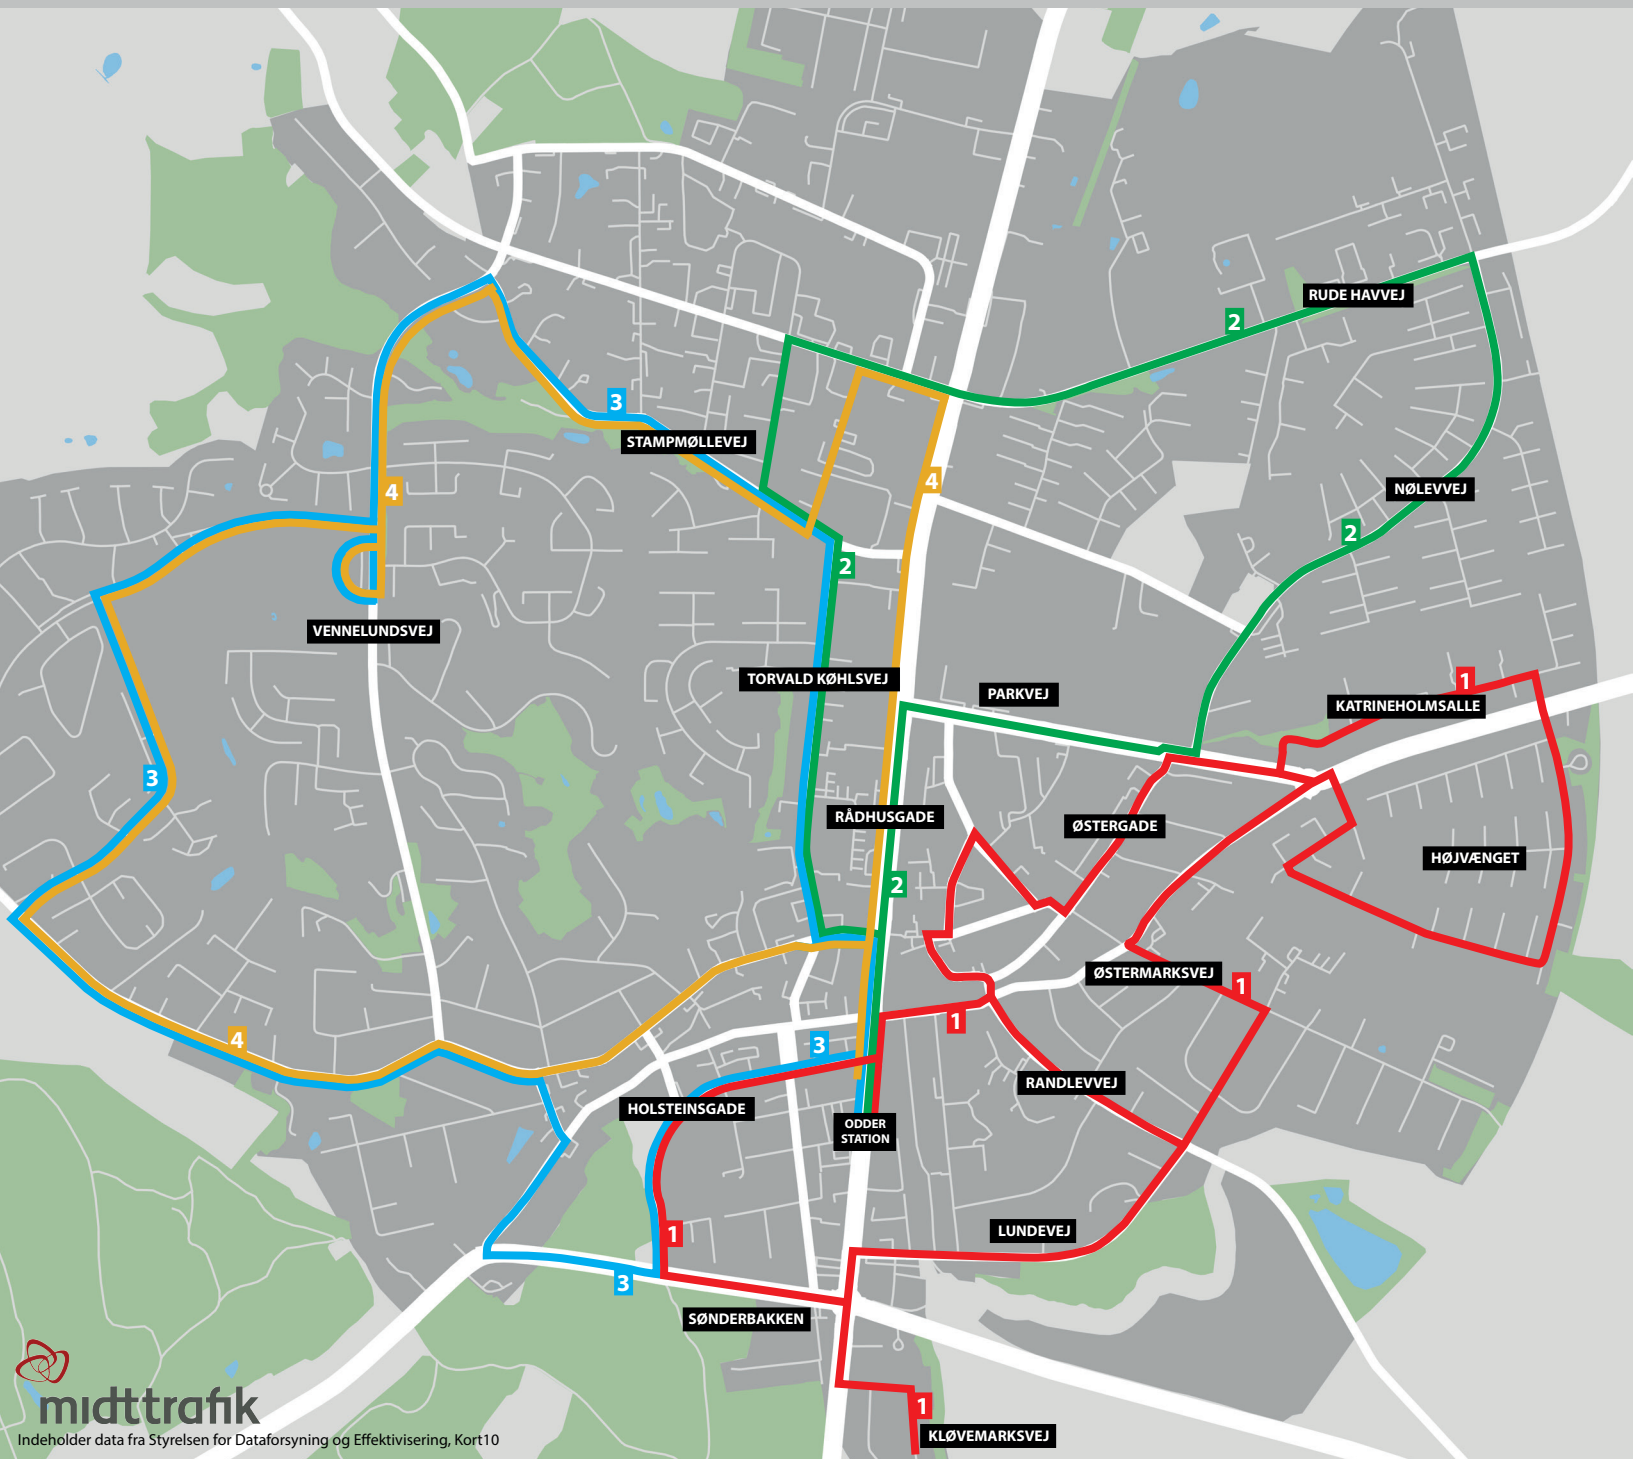 RUDE HAVVEJ
2
3
STAMPMØLLEVEJ
4
4
NØLEVVEJ
2
2
VENNELUNDSVEJ
TORVALD KØHLSVEJ
PARKVEJ
1
KATRINEHOLMSALLE
3
RÅDHUSGADE
ØSTERGADE
HØJVÆNGET
2
ØSTERMARKSVEJ
1
1
4
3
RANDLEVVEJ
HOLSTEINSGADE
ODDER
STATION
1
LUNDEVEJ
3
SØNDERBAKKEN
1
KLØVEMARKSVEJ
midttrafik
Indeholder data fra Styrelsen for Dataforsyning og Effektivisering, Kort10